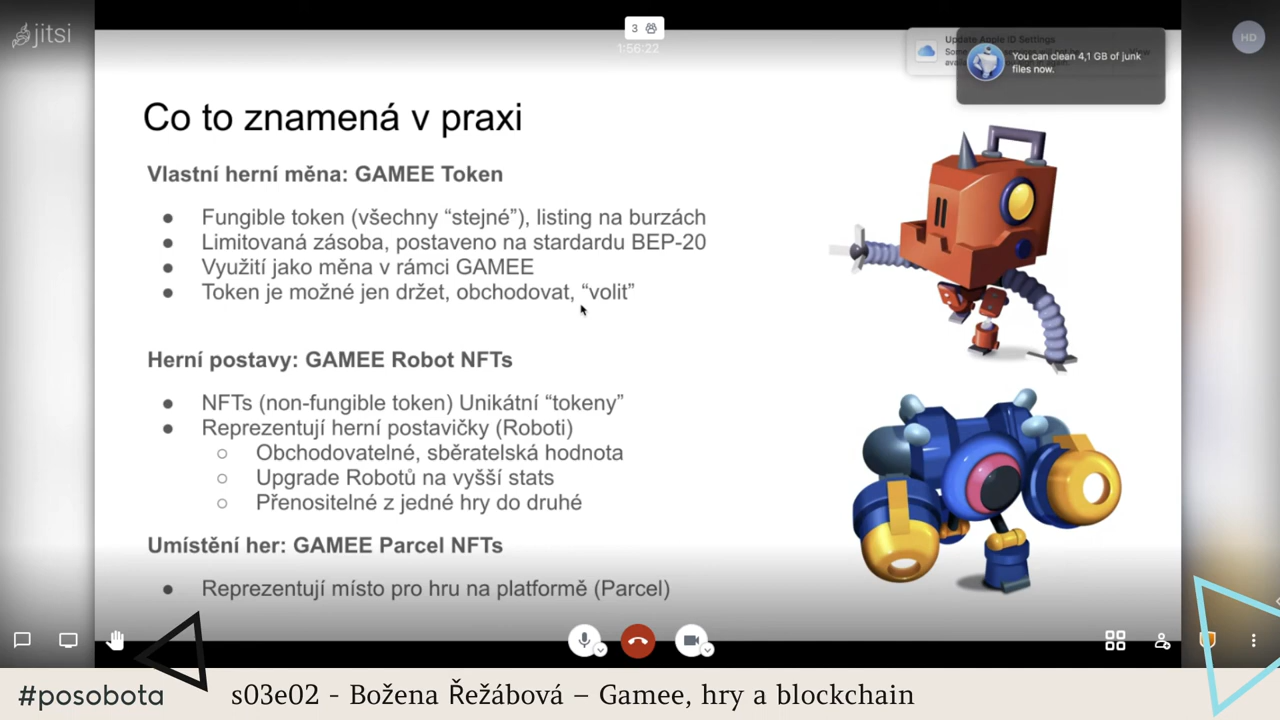 jitsi
3
1:56:22
HD
Update Apple ID Settings
You can clean 4,1 GB of junk
files now.
Co to znamená v praxi
Vlastní herní měna: GAMEE Token
● Fungible token (všechny “stejné”), listing na burzách
● Limitovaná zásoba, postaveno na stardardu BEP-20
● Využití jako měna v rámci GAMEE
● Token je možné jen držet, obchodovat, “volit”
Herní postavy: GAMEE Robot NFTs
● NFTs (non-fungible token) Unikátní “tokeny”
● Reprezentují herní postavičky (Roboti)
○ Obchodovatelné, sběratelská hodnota
○ Upgrade Robotů na vyšší stats
○ Přenositelné z jedné hry do druhé
Umístění her: GAMEE Parcel NFTs
● Reprezentují místo pro hru na platformě (Parcel)
#posobota
s03e02 - Božena Řežábová – Gamee, hry a blockchain